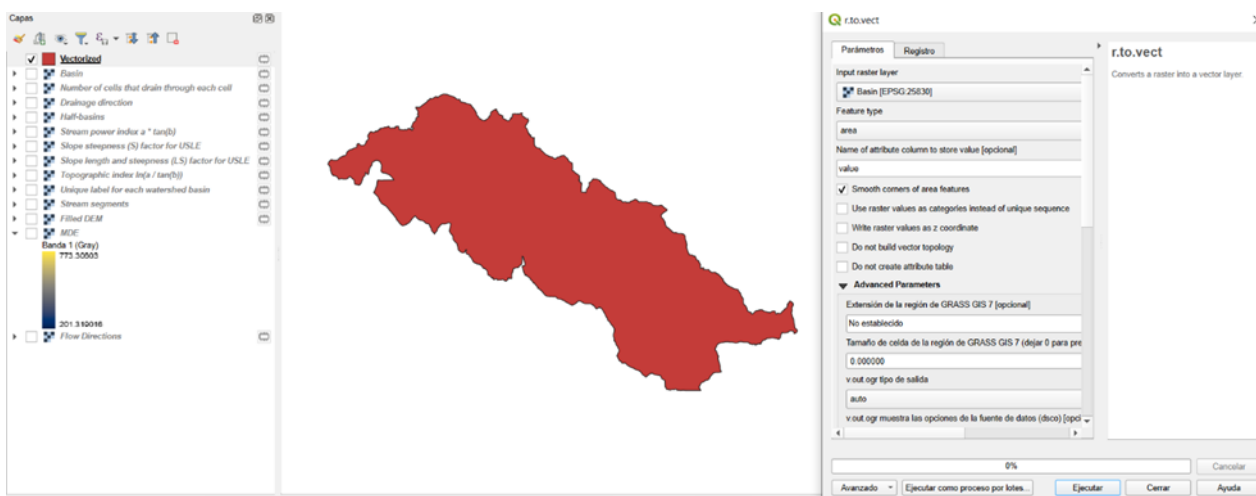 Capas
Vectorized
Basin
Number of cells that drain through each cell
Drainage direction
Half-basins
Stream power index a * tan(b)
Slope steepness (S) factor for USLE
Slope length and steepness (LS) factor for USLE
Topographic index ln(a / tan(b))
Unique label for each watershed basin
Stream segments
Filled DEM
MDE
Banda 1 (Gray)
773.30603
201.319016
Flow Directions
r.to.vect
Parámetros
Registro
Input raster layer
Basin [EPSG:25830]
Feature type
area
Name of attribute column to store value [opcional]
value
Smooth corners of area features
Use raster values as categories instead of unique sequence
Write raster values as z coordinate
Do not build vector topology
Do not create attribute table
Advanced Parameters
Extensión de la región de GRASS GIS 7 [opcional]
No establecido
Tamaño de celda de la región de GRASS GIS 7 (dejar 0 para pre
0.000000
v.out.ogr tipo de salida
auto
v.out.ogr muestra las opciones de la fuente de datos (dsco) [opci
r.to.vect
Converts a raster into a vector layer.
0%
Cancelar
Avanzado
Ejecutar como proceso por lotes...
Ejecutar
Cerrar
Ayuda